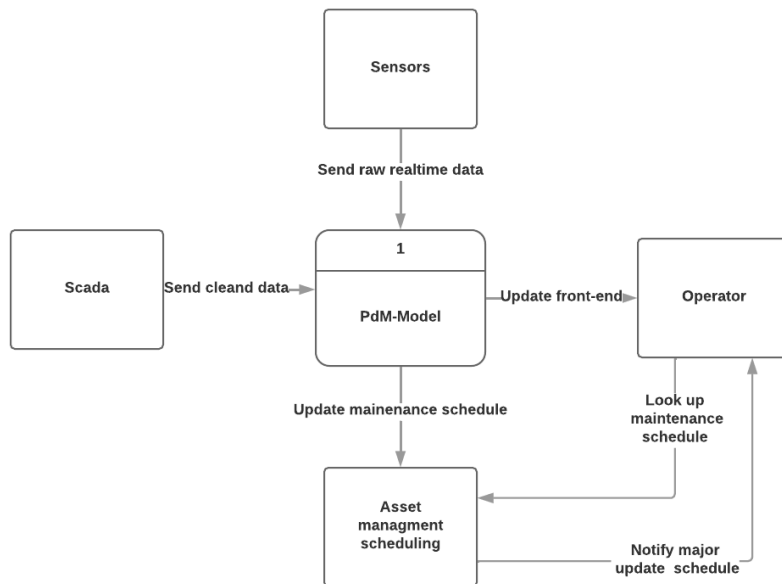 Sensors
Send raw realtime data
1
Scada
Send cleand data
PdM-Model
Update front-end
Operator
Update mainenance schedule
Look up
maintenance
schedule
Asset
managment
scheduling
Notify major
update schedule